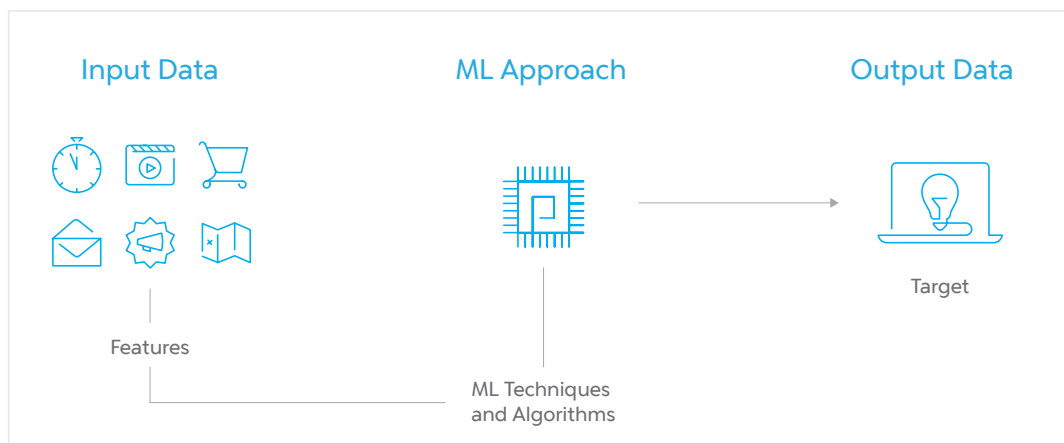 Input Data
ML Approach
Output Data
Target
Features
ML Techniques
and Algorithms